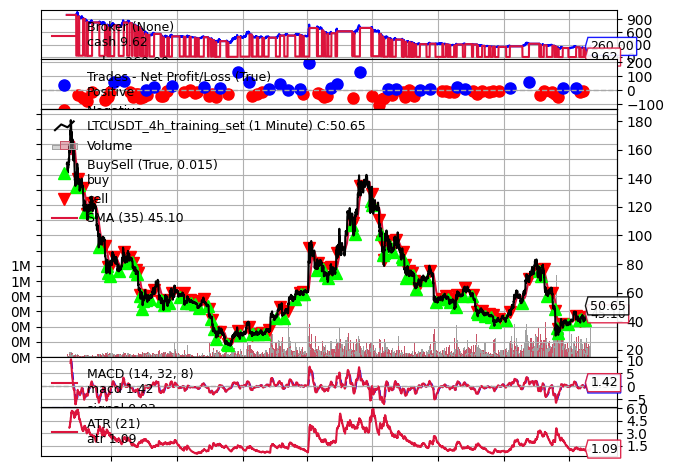 Broker (None)
cash 9.62
900
600
260.00
9.62
Trades - Net Profit/Loss (True)
Positive
100
0
−100
LTCUSDT_4h_training_set (1 Minute) C:50.65
Volume
BuySell (True, 0.015)
buy
sell
SMA (35) 45.10
180
160
140
120
100
80
60
50.65
40
20
1M
1M
0M
0M
0M
0M
0M
MACD (14, 32, 8)
macd 1.42
10
5
0
−5
1.42
ATR (21)
atr 1.09
6.0
4.5
3.0
1.5
1.09